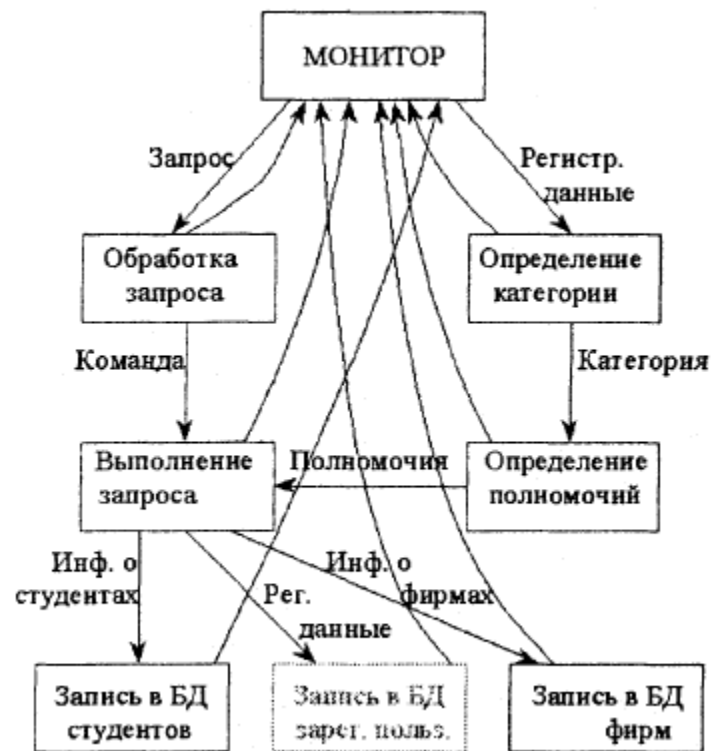 МОНИТОР
Запрос
Регистр.
данные
Обработка
запроса
Определение
категории
Команда
Категория
Выполнение
запроса
Полномочия
Определение
полномочий
Инф. о
студентах
Рег.
данные
Инф. о
фирмах
Запись в БД
студентов
Запись в БД
зарег. польз.
Запись в БД
фирм